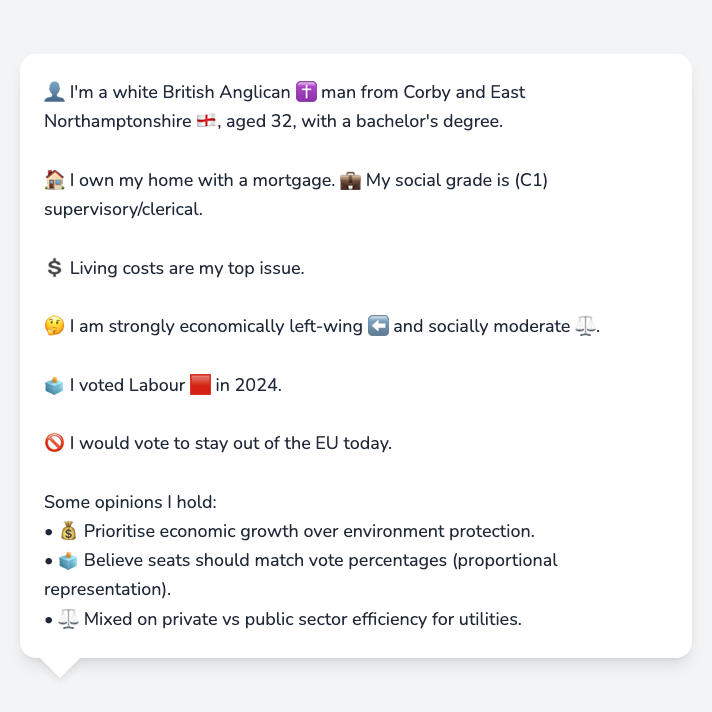 👤 I'm a white British Anglican ✝️ man from Corby and East
Northamptonshire 🏴󠁧󠁢󠁥󠁮󠁧󠁿, aged 32, with a bachelor's degree.
🏠 I own my home with a mortgage. 💼 My social grade is (C1)
supervisory/clerical.
💲 Living costs are my top issue.
🤔 I am strongly economically left-wing ⬅️ and socially moderate ⚖️.
🗳️ I voted Labour 🟥 in 2024.
🚫 I would vote to stay out of the EU today.
Some opinions I hold:
• 💰 Prioritise economic growth over environment protection.
• 🗳️ Believe seats should match vote percentages (proportional
representation).
• ⚖️ Mixed on private vs public sector efficiency for utilities.